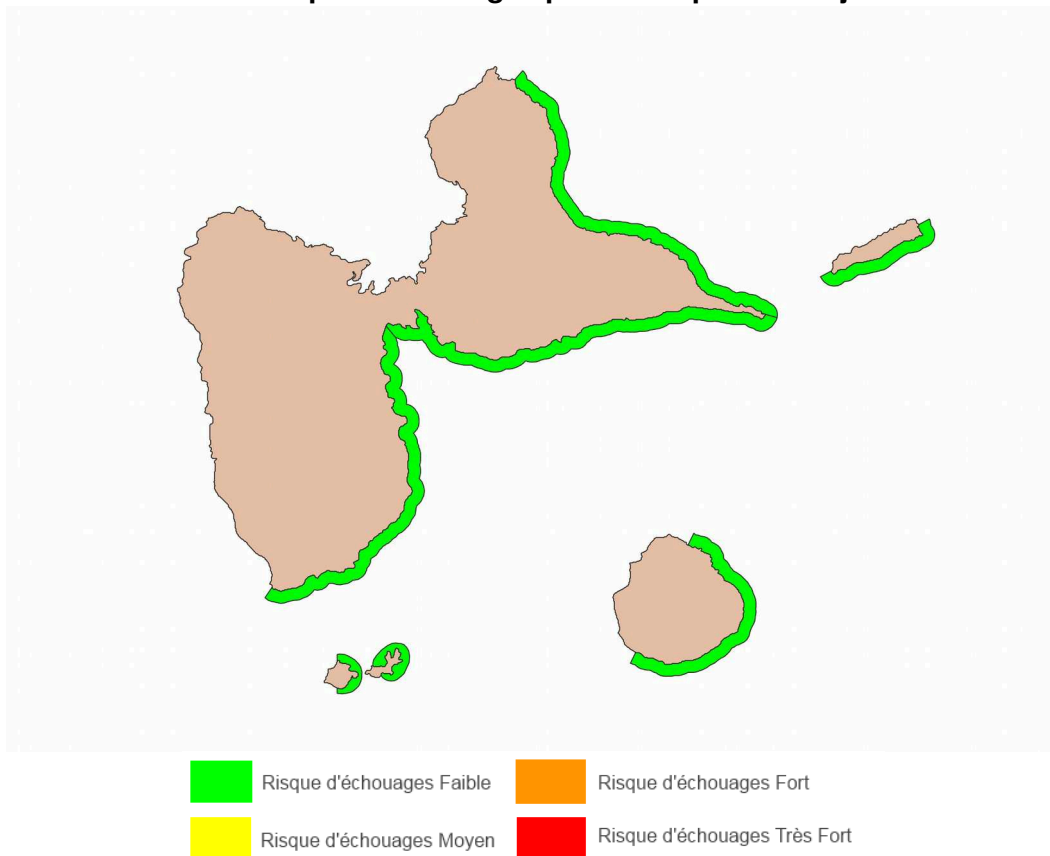 Risque d'échouages Faible
Risque d'échouages Fort
Risque d'échouages Moyen
Risque d'échouages Très Fort